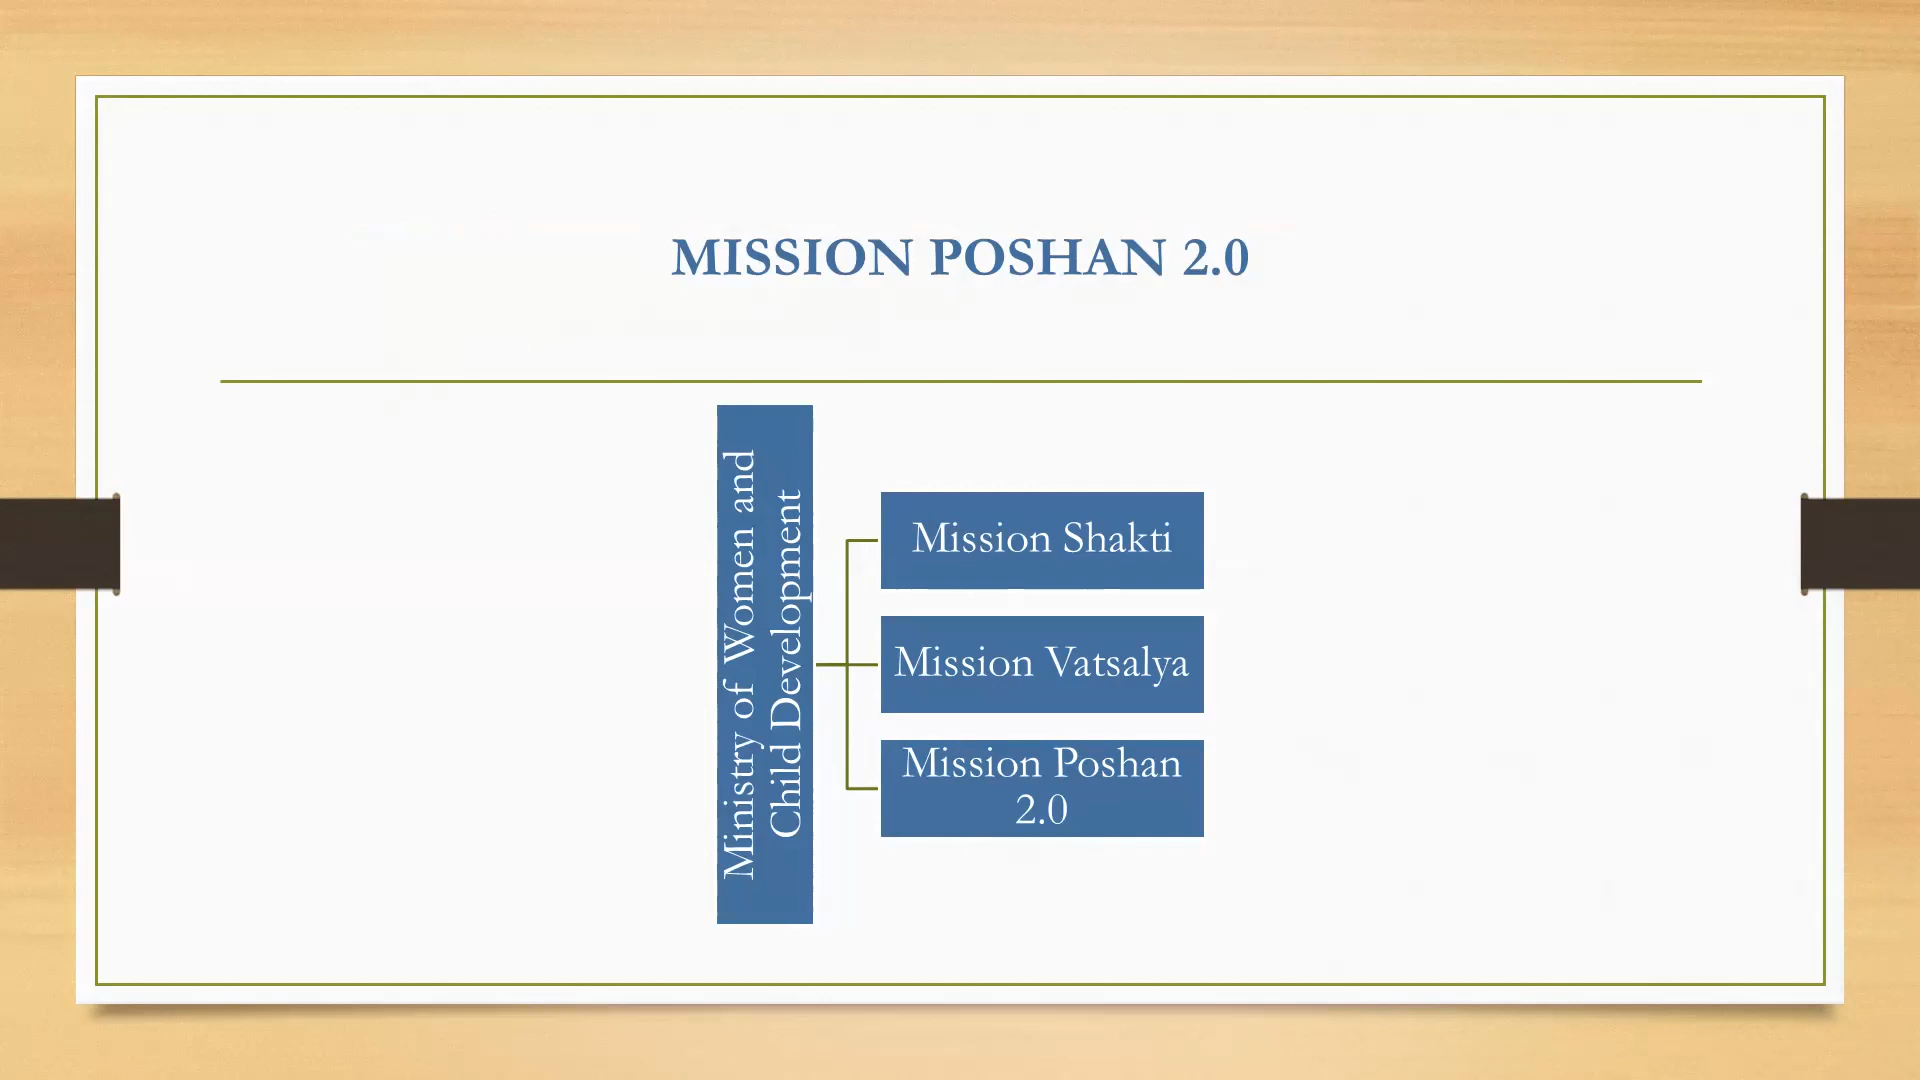 MISSION POSHAN 2.0
Ministry of Women and
Child Development
Mission Shakti
Mission Vatsalya
Mission Poshan
2.0